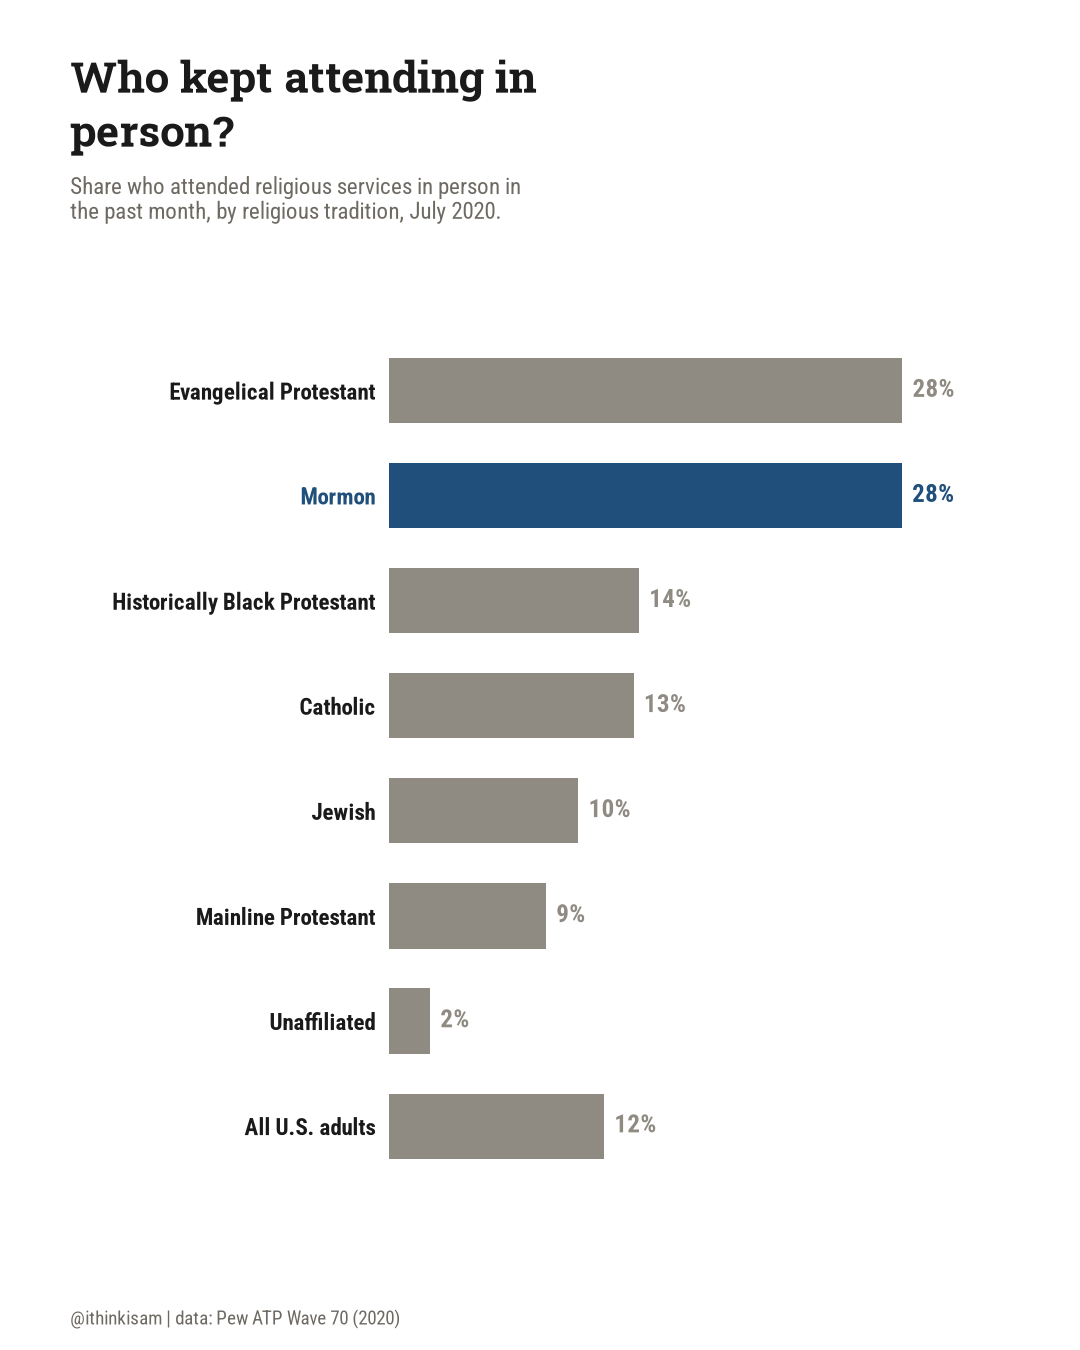 Who kept attending in
person?
Share who attended religious services in person in
the past month, by religious tradition, July 2020.
Evangelical Protestant 28%
Mormon 28%
Historically Black Protestant 14%
Catholic 13%
Jewish 10%
Mainline Protestant 9%
Unaffiliated 2%
All U.S. adults 12%
@ithinkisam | data: Pew ATP Wave 70 (2020)